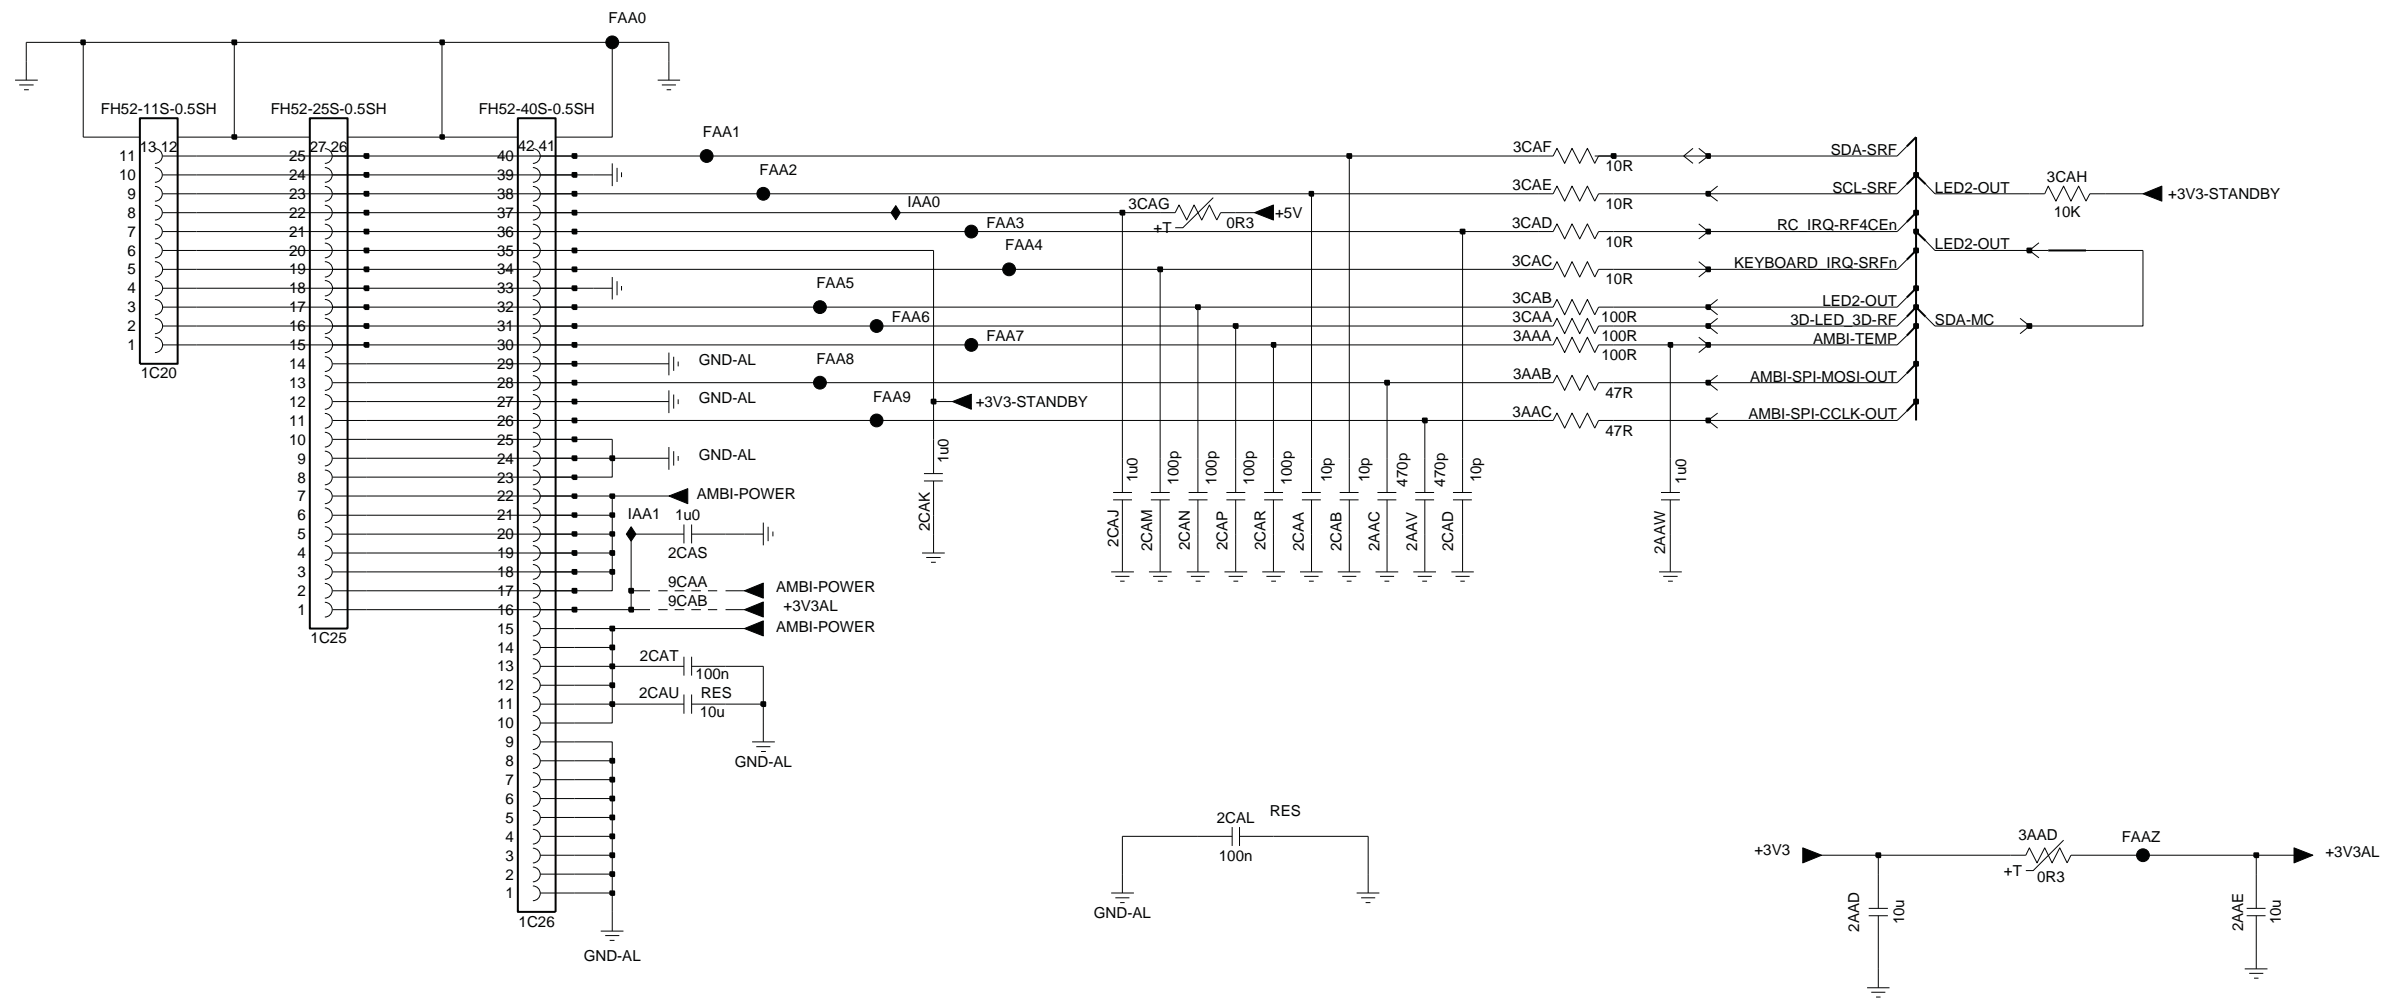 FAA0
FH52-11S-0.5SH FH52-25S-0.5SH FH52-40S-0.5SH
13 12 27 26 42 41
FAA1
11 25 40 3CAF 10R SDA-SRF
10 24 39
FAA2
9 23 38 3CAE 10R SCL-SRF LED2-OUT 3CAH 10K +3V3-STANDBY
IAA0
8 22 37 3CAG +T 0R3 +5V
7 21 36 FAA3 3CAD 10R RC_IRQ-RF4CEn
6 20 35 FAA4 LED2-OUT
5 19 34 3CAC 10R KEYBOARD_IRQ-SRFn
4 18 33
FAA5
3 17 32 3CAB 100R LED2-OUT
2 16 31 FAA6 3CAA 100R 3D-LED_3D-RF SDA-MC
1 15 30 FAA7 3AAA 100R AMBI-TEMP
14 29 GND-AL FAA8
1C20
13 28 3AAB 47R AMBI-SPI-MOSI-OUT
12 27 GND-AL FAA9 +3V3-STANDBY
11 26 3AAC 47R AMBI-SPI-CCLK-OUT
10 25
9 24 GND-AL
8 23
1u0 1u0 100p 100p 100p 100p 10p 10p 470p 470p 10p 1u0
2CAK 2CAJ 2CAM 2CAN 2CAP 2CAR 2CAA 2CAB 2AAC 2AAV 2CAD 2AAW
7 22 AMBI-POWER
6 21 IAA1 1u0
5 20
4 19 2CAS
3 18
2 17 9CAA AMBI-POWER
1 16 9CAB +3V3AL
15 AMBI-POWER
1C25
14
13 2CAT 100n
12
11 2CAU RES 10u
10
9
8 GND-AL
7
6
5 2CAL RES
4 100n
3
2
1
GND-AL
1C26
GND-AL
+3V3 3AAD +T 0R3 FAAZ +3V3AL
2AAD 10u 2AAE 10u